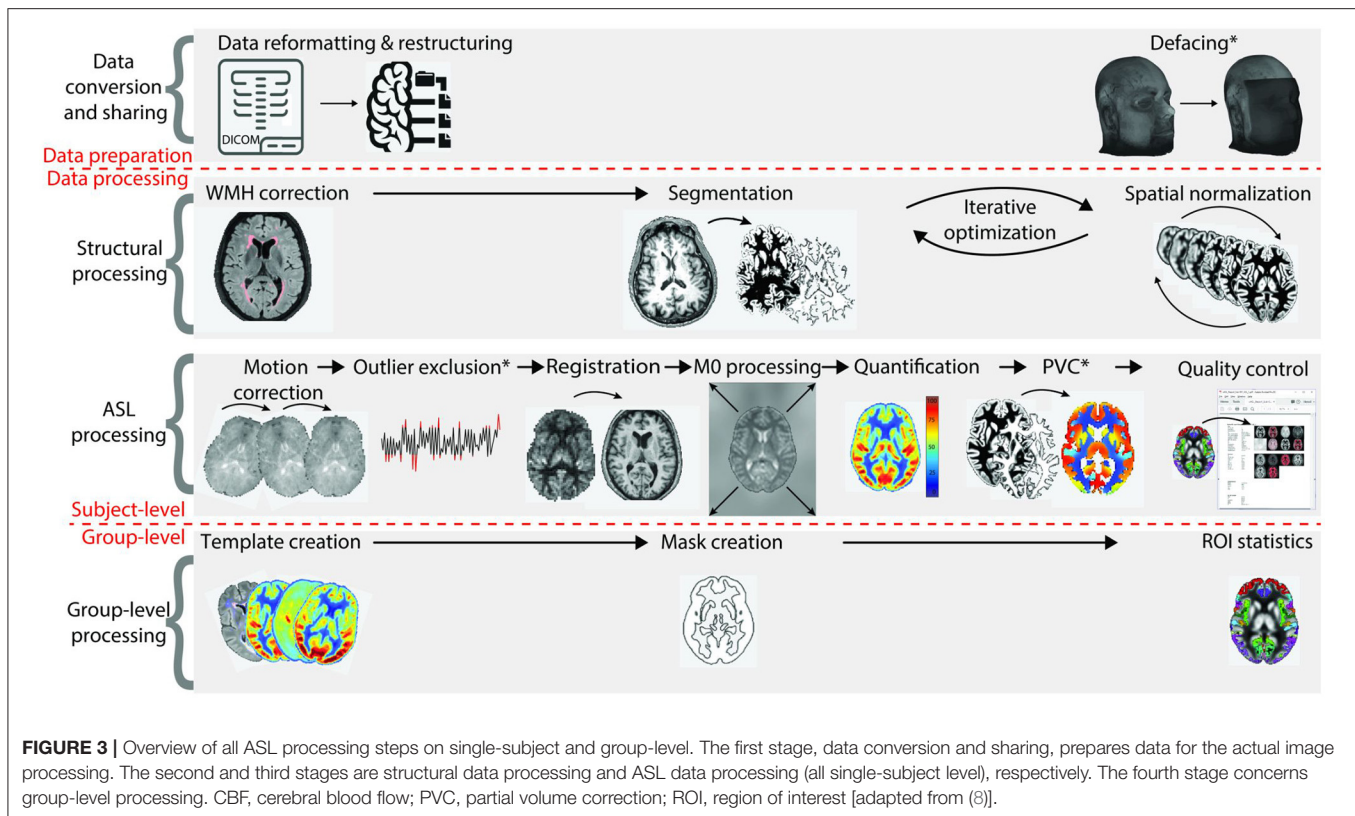 Data reformatting & restructuring
Defacing*
Data
conversion
and sharing
DICOM
Data preparation
Data processing
WMH correction
Segmentation
Iterative
optimization
Spatial normalization
Structural
processing
Motion
correction
Outlier exclusion*
Registration
M0 processing
Quantification
PVC*
Quality control
ASL
processing
100
75
50
25
0
Subject-level
Group-level
Template creation
Mask creation
ROI statistics
Group-level
processing
FIGURE 3 | Overview of all ASL processing steps on single-subject and group-level. The first stage, data conversion and sharing, prepares data for the actual image
processing. The second and third stages are structural data processing and ASL data processing (all single-subject level), respectively. The fourth stage concerns
group-level processing. CBF, cerebral blood flow; PVC, partial volume correction; ROI, region of interest [adapted from (8)].